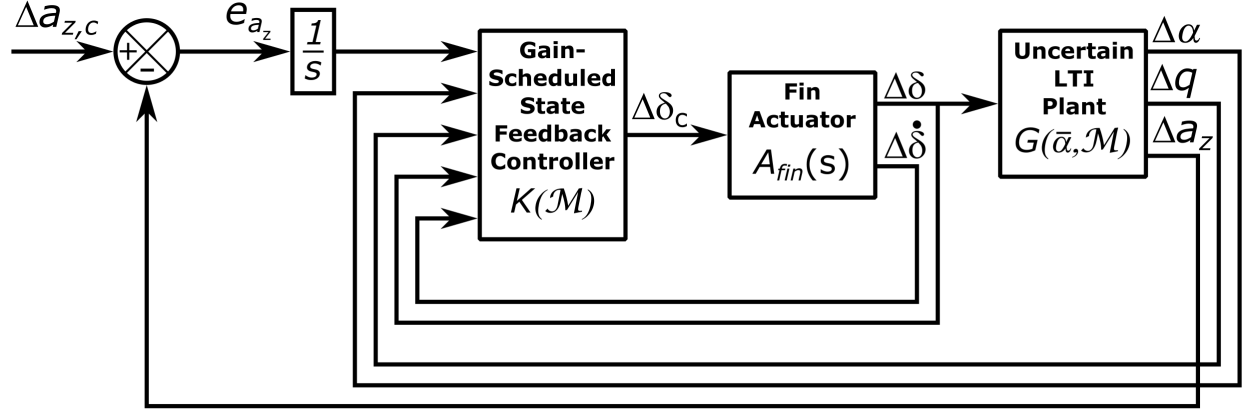 Δa_{z,c}
+
−
e_{a_z}
1
s
Gain-
Scheduled
State
Feedback
Controller
K(ℳ)
Δδ_c
Fin
Actuator
A_{fin}(s)
Δδ
Δδ̇
Uncertain
LTI
Plant
G(ᾱ,ℳ)
Δα
Δq
Δa_z